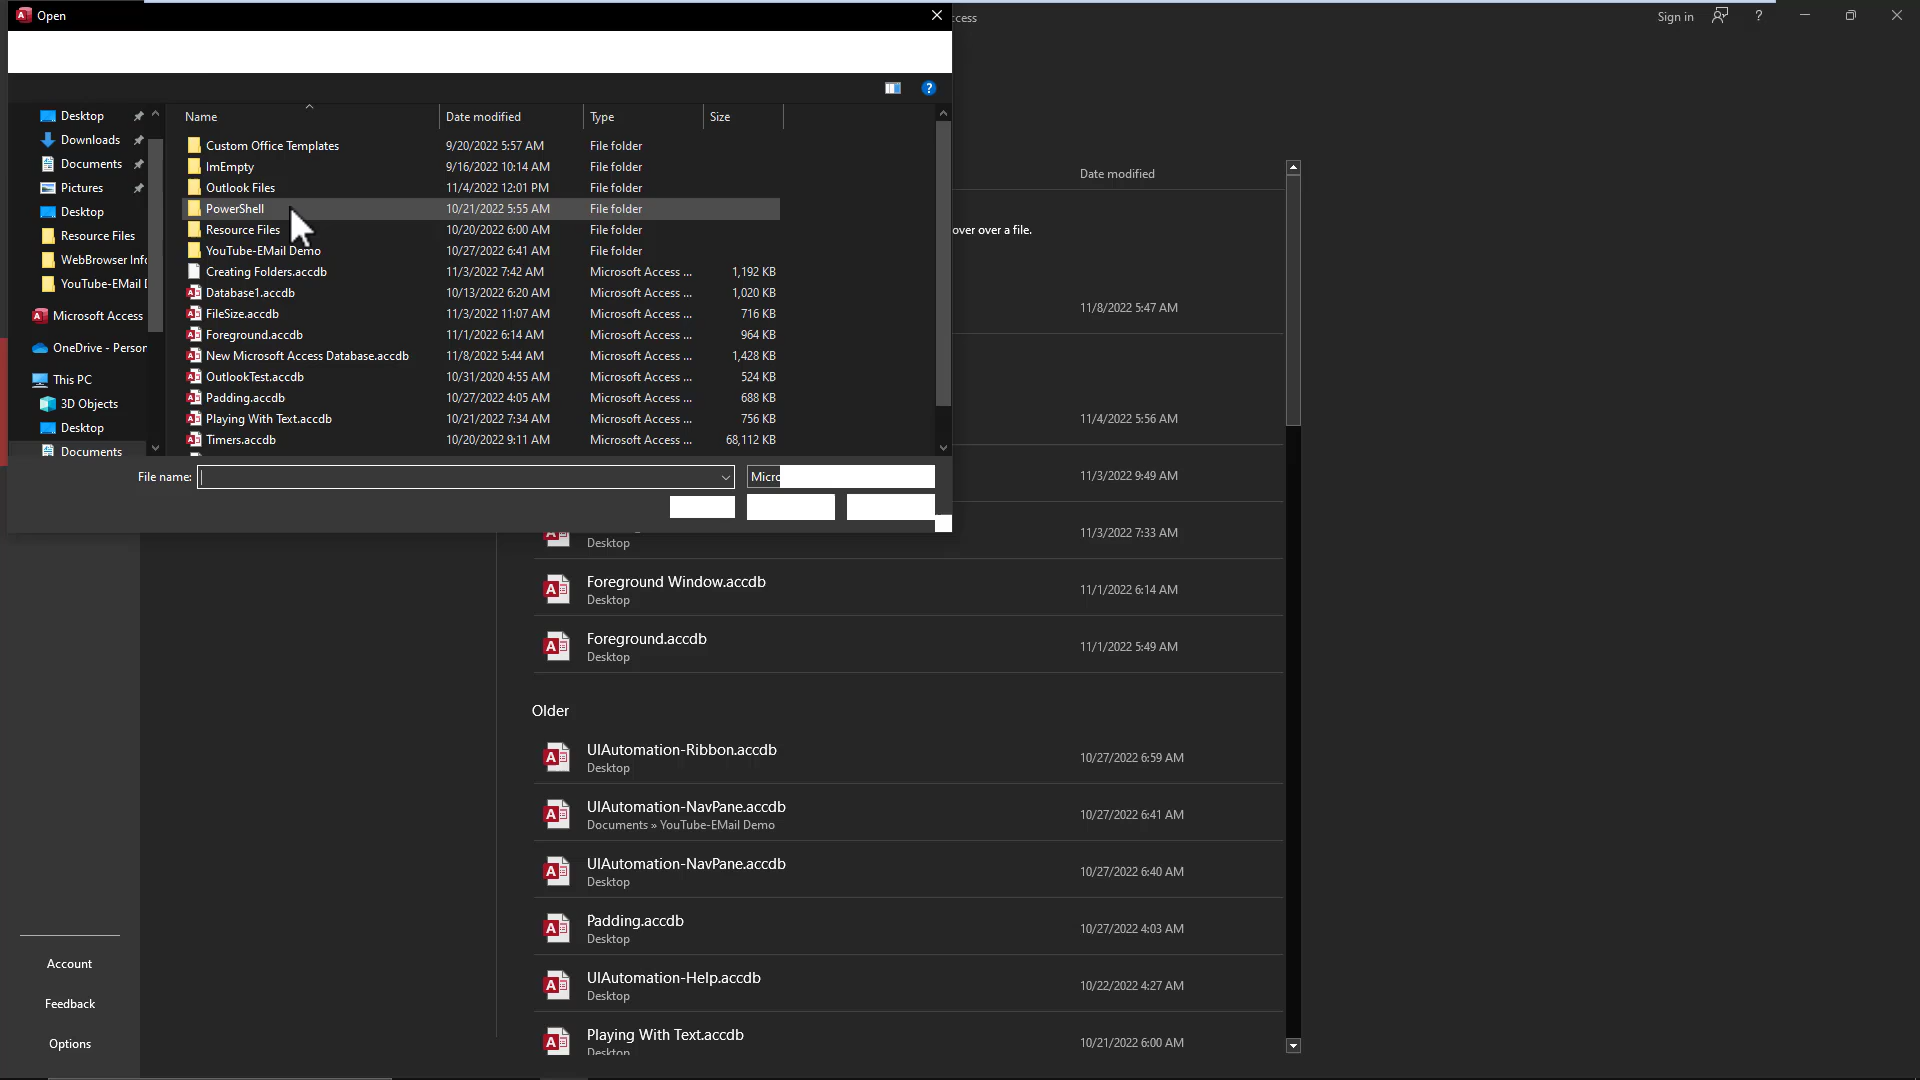 Open
ccess
Sign in
?
?
Desktop
Downloads
Documents
Pictures
Desktop
Resource Files
WebBrowser Info
YouTube-EMail D
Microsoft Access
OneDrive - Person
This PC
3D Objects
Desktop
Documents
Name Date modified Type Size
Custom Office Templates 9/20/2022 5:57 AM File folder
ImEmpty 9/16/2022 10:14 AM File folder
Outlook Files 11/4/2022 12:01 PM File folder
PowerShell 10/21/2022 5:55 AM File folder
Resource Files 10/20/2022 6:00 AM File folder
YouTube-EMail Demo 10/27/2022 6:41 AM File folder
Creating Folders.accdb 11/3/2022 7:42 AM Microsoft Access ... 1,192 KB
Database1.accdb 10/13/2022 6:20 AM Microsoft Access ... 1,020 KB
FileSize.accdb 11/3/2022 11:07 AM Microsoft Access ... 716 KB
Foreground.accdb 11/1/2022 6:14 AM Microsoft Access ... 964 KB
New Microsoft Access Database.accdb 11/8/2022 5:44 AM Microsoft Access ... 1,428 KB
OutlookTest.accdb 10/31/2020 4:55 AM Microsoft Access ... 524 KB
Padding.accdb 10/27/2022 4:05 AM Microsoft Access ... 688 KB
Playing With Text.accdb 10/21/2022 7:34 AM Microsoft Access ... 756 KB
Timers.accdb 10/20/2022 9:11 AM Microsoft Access ... 68,112 KB
File name:
Micro
Date modified
over over a file.
11/8/2022 5:47 AM
11/4/2022 5:56 AM
11/3/2022 9:49 AM
Desktop 11/3/2022 7:33 AM
Foreground Window.accdb 11/1/2022 6:14 AM
Desktop
Foreground.accdb 11/1/2022 5:49 AM
Desktop
Older
UIAutomation-Ribbon.accdb 10/27/2022 6:59 AM
Desktop
UIAutomation-NavPane.accdb 10/27/2022 6:41 AM
Documents » YouTube-EMail Demo
UIAutomation-NavPane.accdb 10/27/2022 6:40 AM
Desktop
Padding.accdb 10/27/2022 4:03 AM
Desktop
UIAutomation-Help.accdb 10/22/2022 4:27 AM
Desktop
Playing With Text.accdb 10/21/2022 6:00 AM
Desktop
Account
Feedback
Options